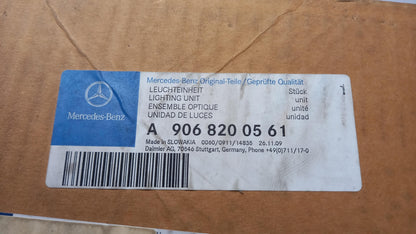 Mercedes-Benz
Mercedes-Benz Original-Teile/Geprüfte Qualität
LEUCHTEINHEIT Stück 1
LIGHTING UNIT unit
ENSEMBLE OPTIQUE unité
UNIDAD DE LUCES unidad
A 906 820 05 61
Made in SLOWAKIA 0060/0911/14835 26.11.09
Daimler AG, 70546 Stuttgart, Germany, Phone +49(0)711/17-0